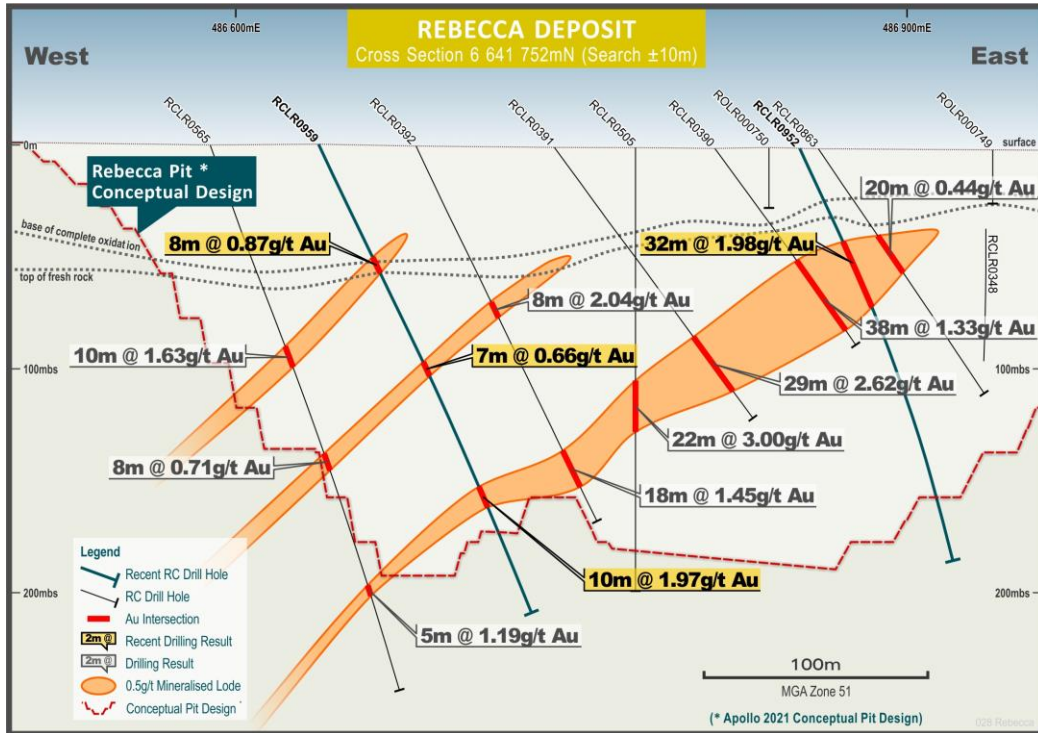 486 600mE
486 900mE
REBECCA DEPOSIT
Cross Section 6 641 752mN (Search ±10m)
West
East
RCLR0565
RCLR0959
RCLR0392
RCLR0391
RCLR0505
RCLR0390
ROLR000750
RCLR0952
RCLR0863
ROLR000749
0m
surface
Rebecca Pit *
Conceptual Design
base of complete oxidation
top of fresh rock
20m @ 0.44g/t Au
8m @ 0.87g/t Au
32m @ 1.98g/t Au
RCLR0348
8m @ 2.04g/t Au
38m @ 1.33g/t Au
10m @ 1.63g/t Au
7m @ 0.66g/t Au
100mbs
100mbs
29m @ 2.62g/t Au
22m @ 3.00g/t Au
8m @ 0.71g/t Au
18m @ 1.45g/t Au
10m @ 1.97g/t Au
200mbs
200mbs
5m @ 1.19g/t Au
Legend
Recent RC Drill Hole
RC Drill Hole
Au Intersection
2m @
Recent Drilling Result
2m @
Drilling Result
0.5g/t Mineralised Lode
Conceptual Pit Design *
100m
MGA Zone 51
(* Apollo 2021 Conceptual Pit Design)
028 Rebecca